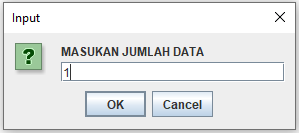 Input
MASUKAN JUMLAH DATA
1
OK Cancel